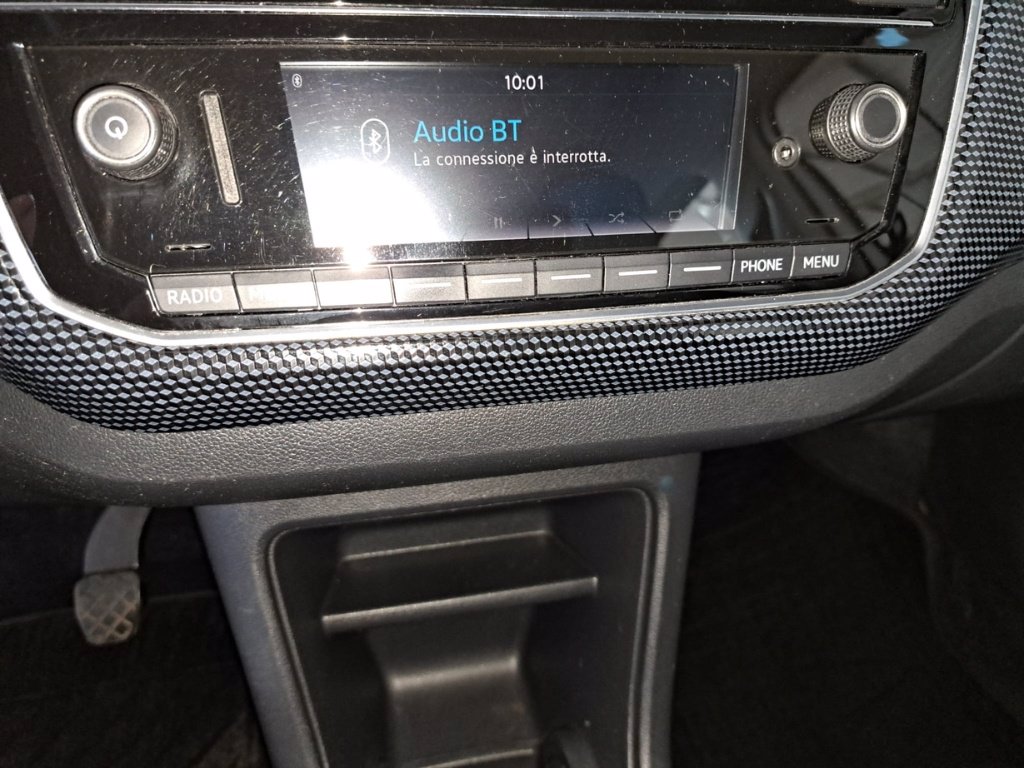 10:01
Audio BT
La connessione è interrotta.
RADIO
PHONE
MENU